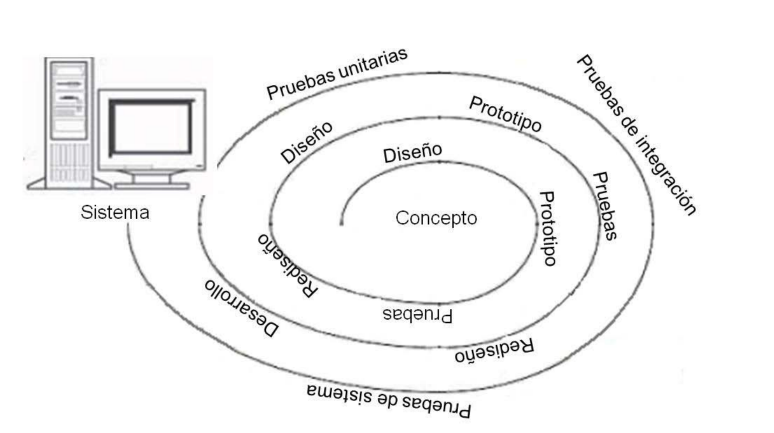 Concepto
Diseño
Prototipo
Pruebas
Rediseño
Diseño
Prototipo
Pruebas
Rediseño
Desarrollo
Pruebas unitarias
Pruebas de integración
Pruebas de sistema
Sistema